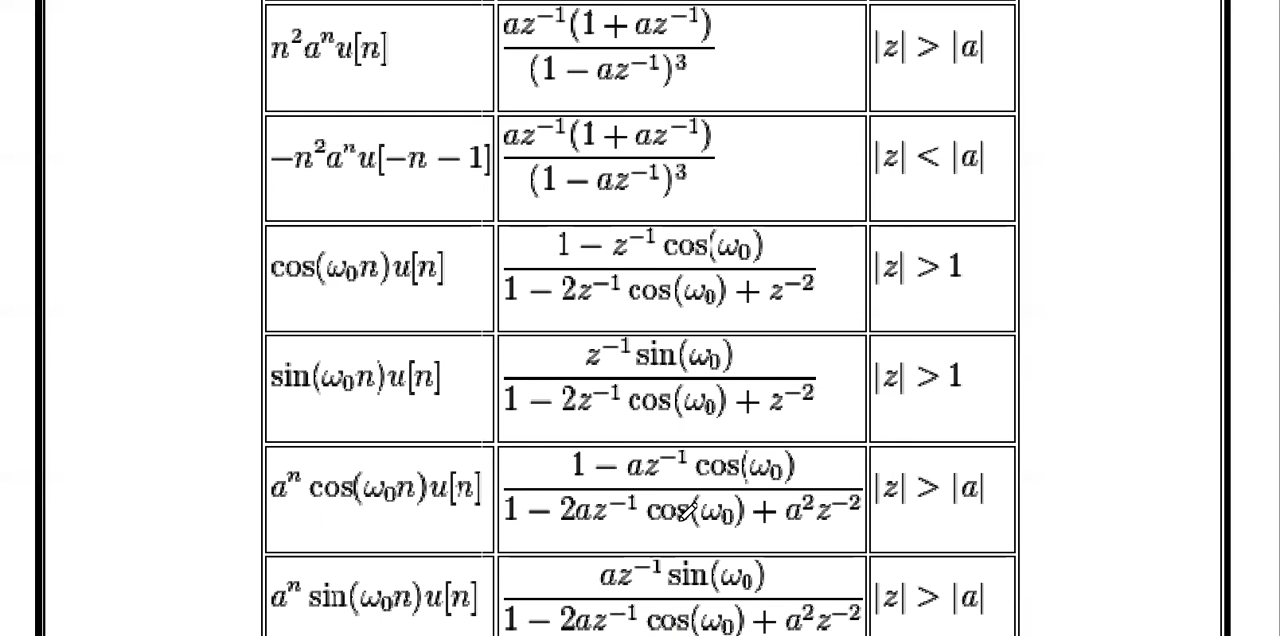 n²aⁿu[n] az⁻¹(1 + az⁻¹) / (1 − az⁻¹)³ |z| > |a|
−n²aⁿu[−n − 1] az⁻¹(1 + az⁻¹) / (1 − az⁻¹)³ |z| < |a|
cos(ω₀n)u[n] 1 − z⁻¹ cos(ω₀) / 1 − 2z⁻¹ cos(ω₀) + z⁻² |z| > 1
sin(ω₀n)u[n] z⁻¹ sin(ω₀) / 1 − 2z⁻¹ cos(ω₀) + z⁻² |z| > 1
aⁿ cos(ω₀n)u[n] 1 − az⁻¹ cos(ω₀) / 1 − 2az⁻¹ cos(ω₀) + a²z⁻² |z| > |a|
aⁿ sin(ω₀n)u[n] az⁻¹ sin(ω₀) / 1 − 2az⁻¹ cos(ω₀) + a²z⁻² |z| > |a|